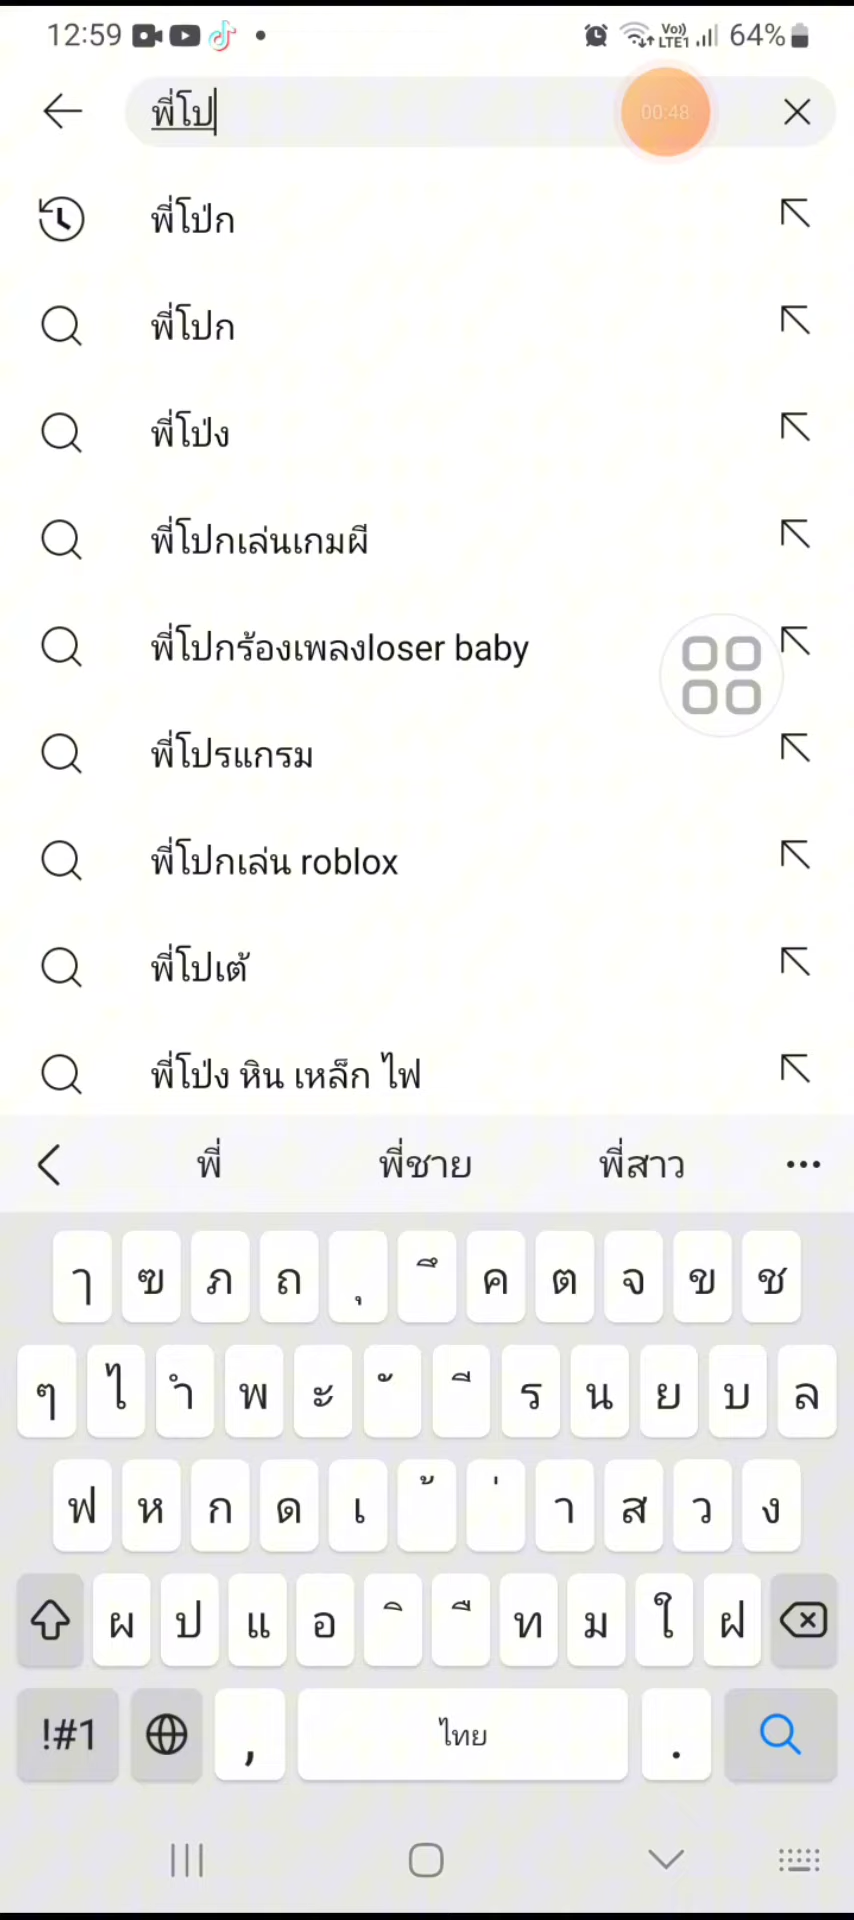 12:59 Vo)) LTE1 64%
พี่โป 00:48
พี่โป่ก
พี่โปก
พี่โป่ง
พี่โปกเล่นเกมผี
พี่โปกร้องเพลงloser baby
พี่โปรแกรม
พี่โปกเล่น roblox
พี่โปเต้
พี่โป่ง หิน เหล็ก ไฟ
พี่ พี่ชาย พี่สาว
ๅ ฃ ภ ถ ุ ึ ค ต จ ข ช
ๆ ไ ำ พ ะ ั ี ร น ย บ ล
ฟ ห ก ด เ ้ ่ า ส ว ง
ผ ป แ อ ิ ื ท ม ใ ฝ
!#1 , ไทย .